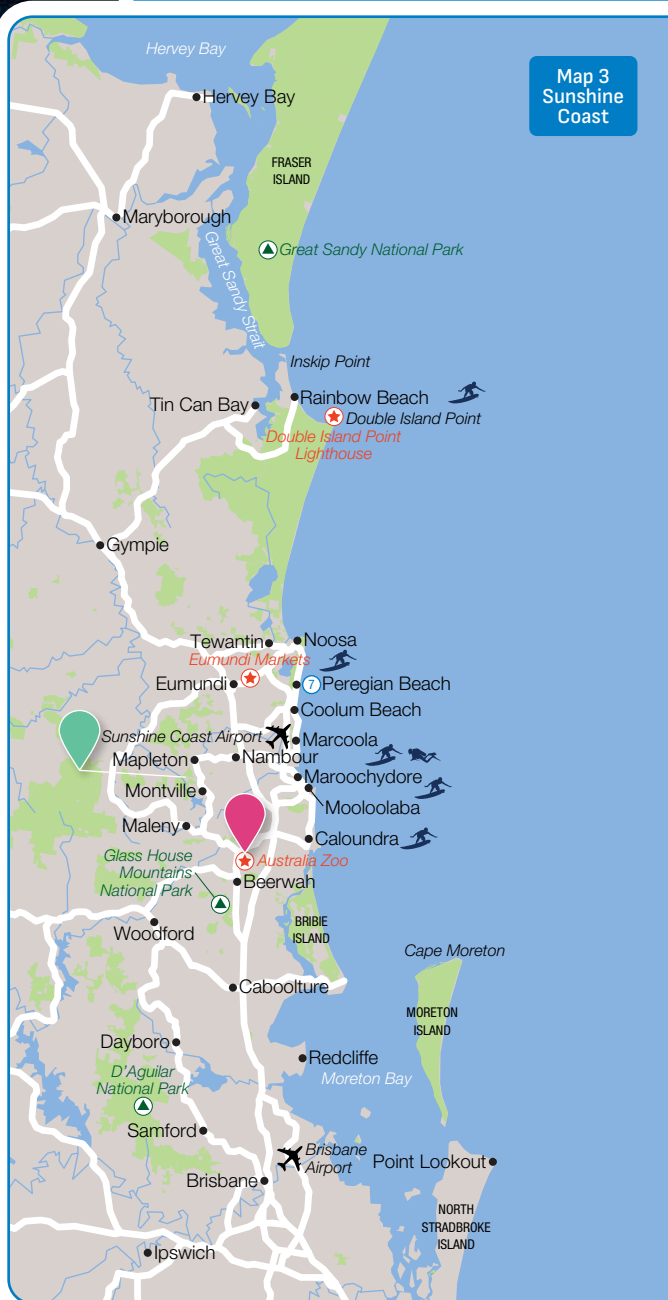 Hervey Bay
Map 3
Sunshine
Coast
Hervey Bay
FRASER
ISLAND
Maryborough
Great Sandy Strait
Great Sandy National Park
Inskip Point
Rainbow Beach
Tin Can Bay
Double Island Point
Double Island Point
Lighthouse
Gympie
Tewantin
Noosa
Eumundi Markets
Eumundi
7 Peregian Beach
Coolum Beach
Sunshine Coast Airport
Marcoola
Mapleton
Nambour
Maroochydore
Montville
Mooloolaba
Maleny
Caloundra
Glass House
Mountains
National Park
Australia Zoo
Beerwah
BRIBIE
ISLAND
Woodford
Cape Moreton
Caboolture
MORETON
ISLAND
Dayboro
Redcliffe
D'Aguilar
National Park
Moreton Bay
Samford
Brisbane
Airport
Point Lookout
Brisbane
NORTH
STRADBROKE
ISLAND
Ipswich